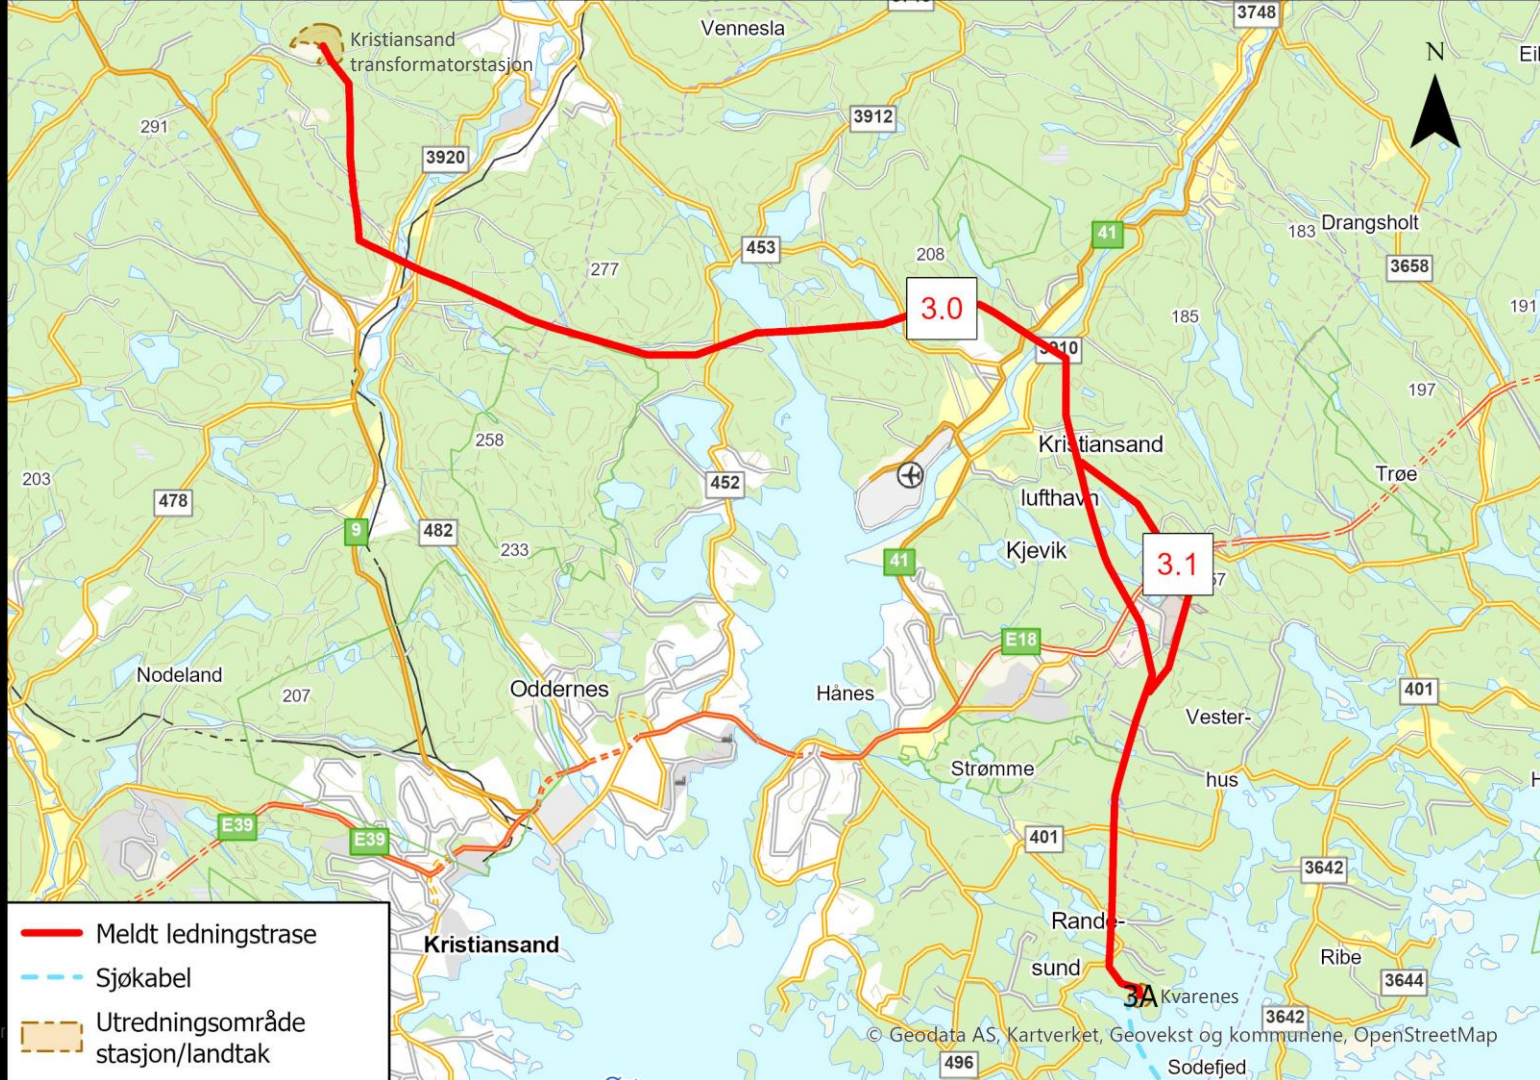 3748
Vennesla
N
Kristiansand
transformatorstasjon
291
3912
3920
Drangsholt
183
41
453
208
277
3658
3.0
191
185
3910
197
258
Kristiansand
Trøe
203
452
lufthavn
478
9
482
233
Kjevik
41
3.1
57
E18
Nodeland
207
Oddernes
Hånes
401
Vester-
Strømme
hus
E39
E39
401
3642
Meldt ledningstrase
Rande-
Kristiansand
Ribe
sund
Sjøkabel
3644
3A
Kvarenes
3642
Utredningsområde
stasjon/landtak
© Geodata AS, Kartverket, Geovekst og kommunene, OpenStreetMap
496
Sodefjed